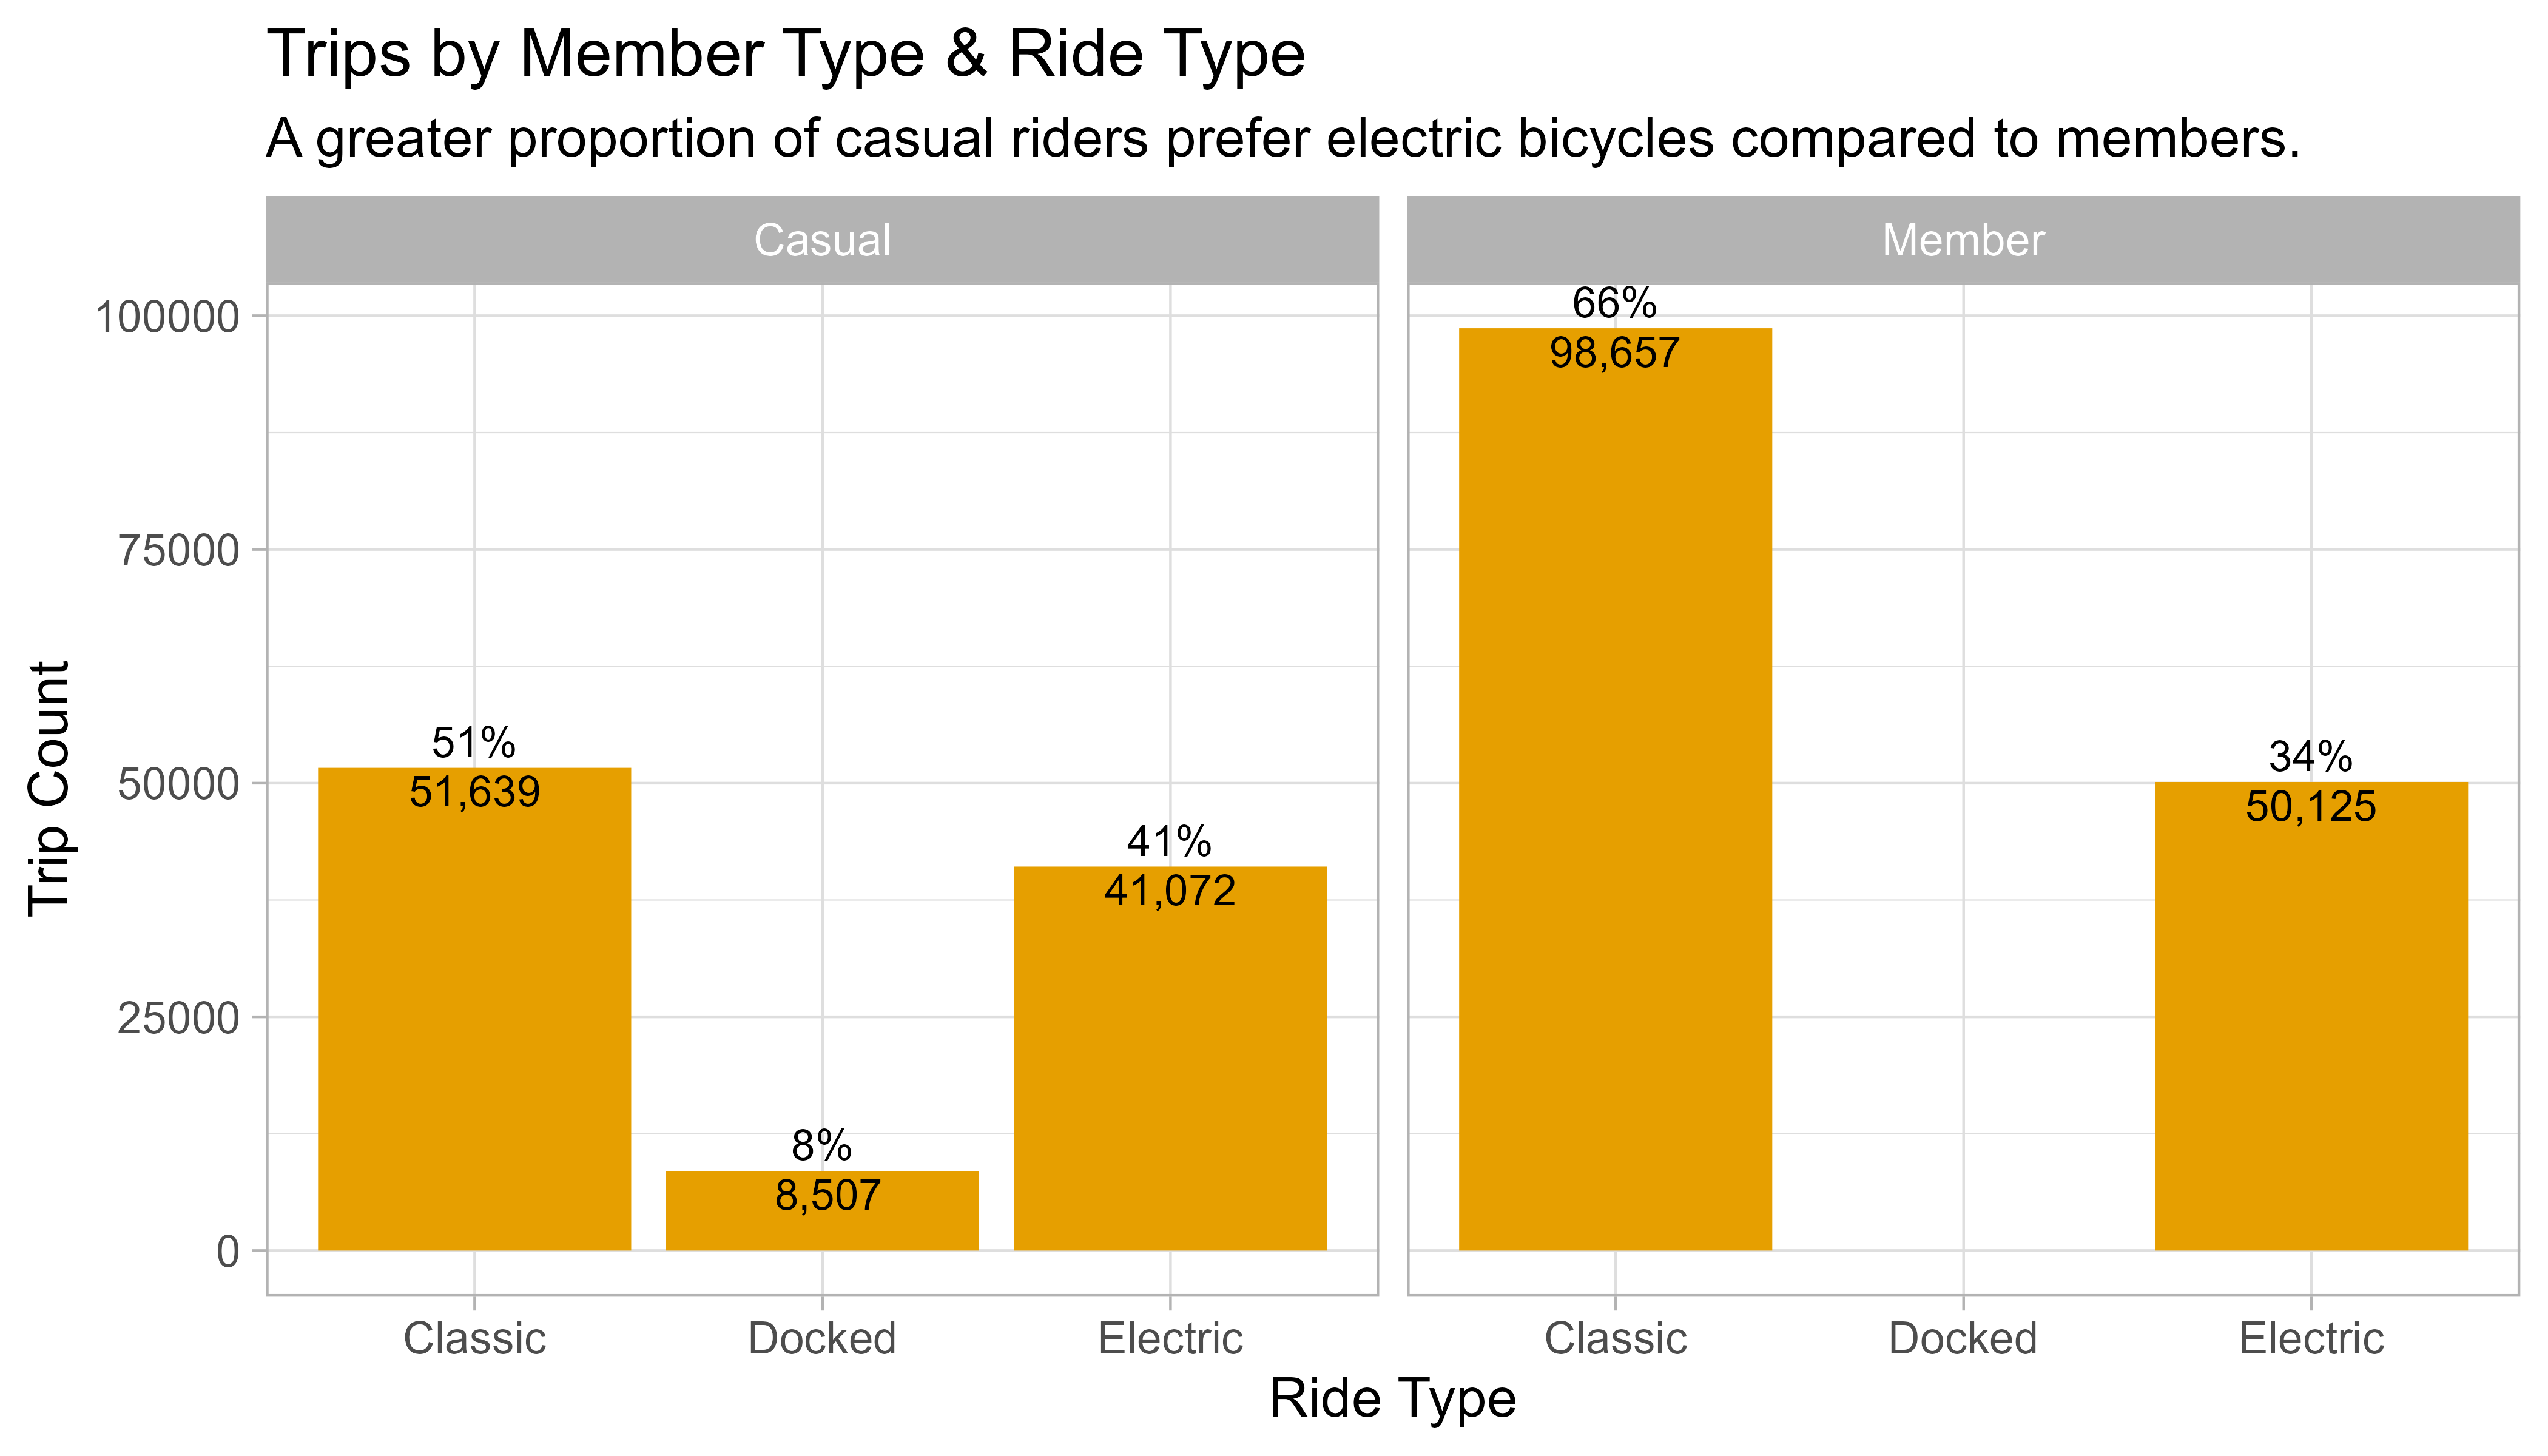 Trips by Member Type & Ride Type
A greater proportion of casual riders prefer electric bicycles compared to members.
Casual
Member
Trip Count
100000
75000
50000
25000
0
51%
51,639
8%
8,507
41%
41,072
66%
98,657
34%
50,125
Classic
Docked
Electric
Classic
Docked
Electric
Ride Type